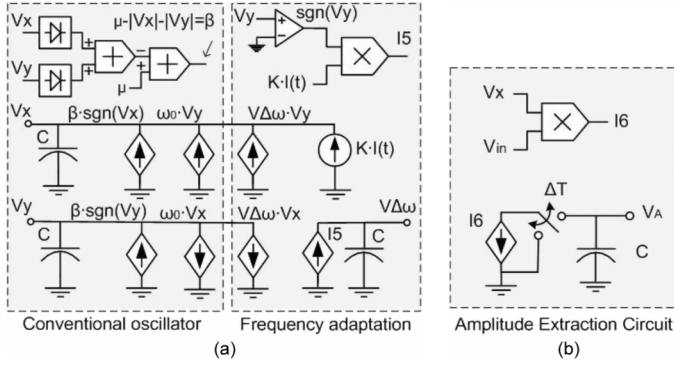 Vx
Vy
μ-|Vx|-|Vy|=β
+
+
+
−
+
+
μ
Vy
sgn(Vy)
+
−
×
I5
K·I(t)
Vx
C
β·sgn(Vx)
ω₀·Vy
VΔω·Vy
K·I(t)
Vy
C
β·sgn(Vy)
ω₀·Vx
VΔω·Vx
I5
C
VΔω
Conventional oscillator
Frequency adaptation
(a)
Vx
Vin
×
I6
I6
ΔT
VA
C
Amplitude Extraction Circuit
(b)